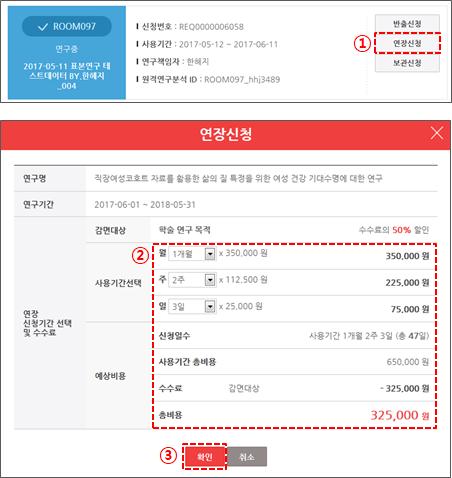 ROOM097
연구중
2017-05-11 표본연구 테
스트데이터 BY.한해지
_004
신청번호 : REQ0000006058
사용기간 : 2017-05-12 ~ 2017-06-11
연구책임자 : 한해지
원격연구분석 ID : ROOM097_hhj3489
반출신청
① 연장신청
보관신청
연장신청
연구명 직장여성코호트 자료를 활용한 삶의 질 특정을 위한 여성 건강 기대수명에 대한 연구
연구기간 2017-06-01 ~ 2018-05-31
감면대상 학술 연구 목적 수수료의 50% 할인
②
연장
신청기간 선택
및 수수료
사용기간선택
월 1개월 x 350,000 원 350,000 원
주 2주 x 112,500 원 225,000 원
일 3일 x 25,000 원 75,000 원
예상비용
신청일수 사용기간 1개월 2주 3일 (총 47일)
사용기간 총비용 650,000 원
수수료 감면대상 - 325,000 원
총비용 325,000 원
③ 확인 취소